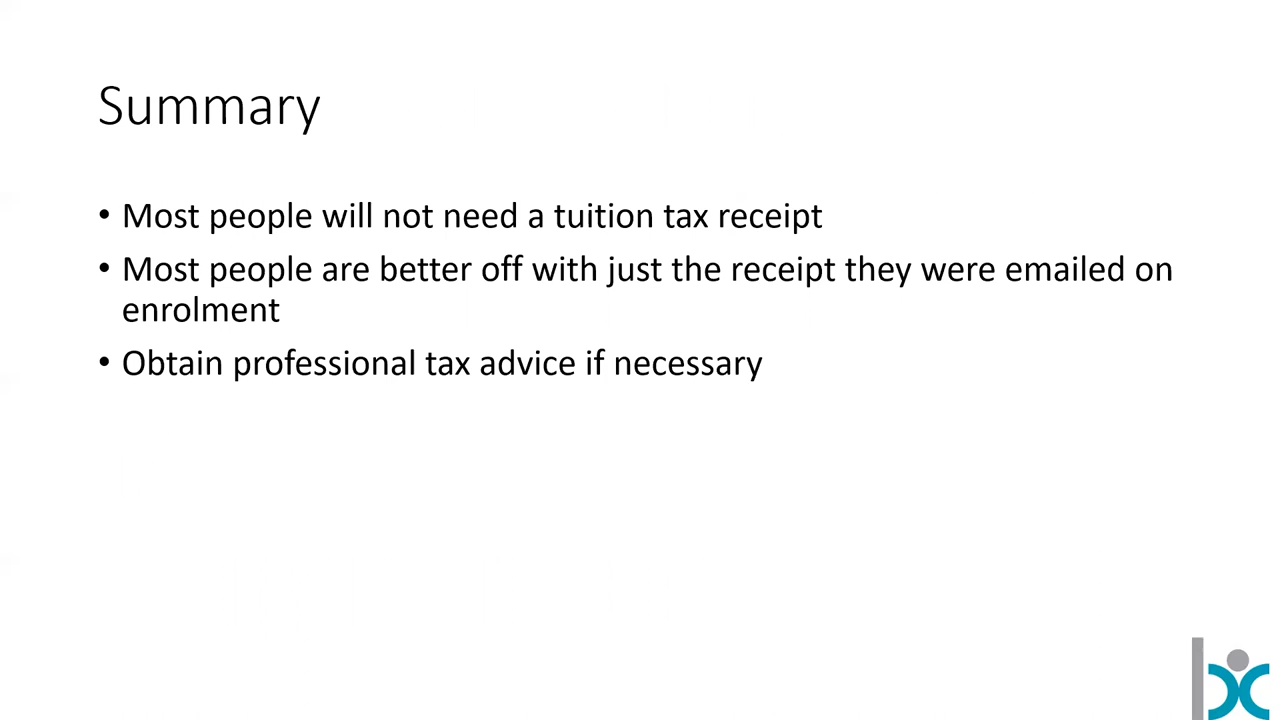 Summary
• Most people will not need a tuition tax receipt
• Most people are better off with just the receipt they were emailed on
enrolment
• Obtain professional tax advice if necessary